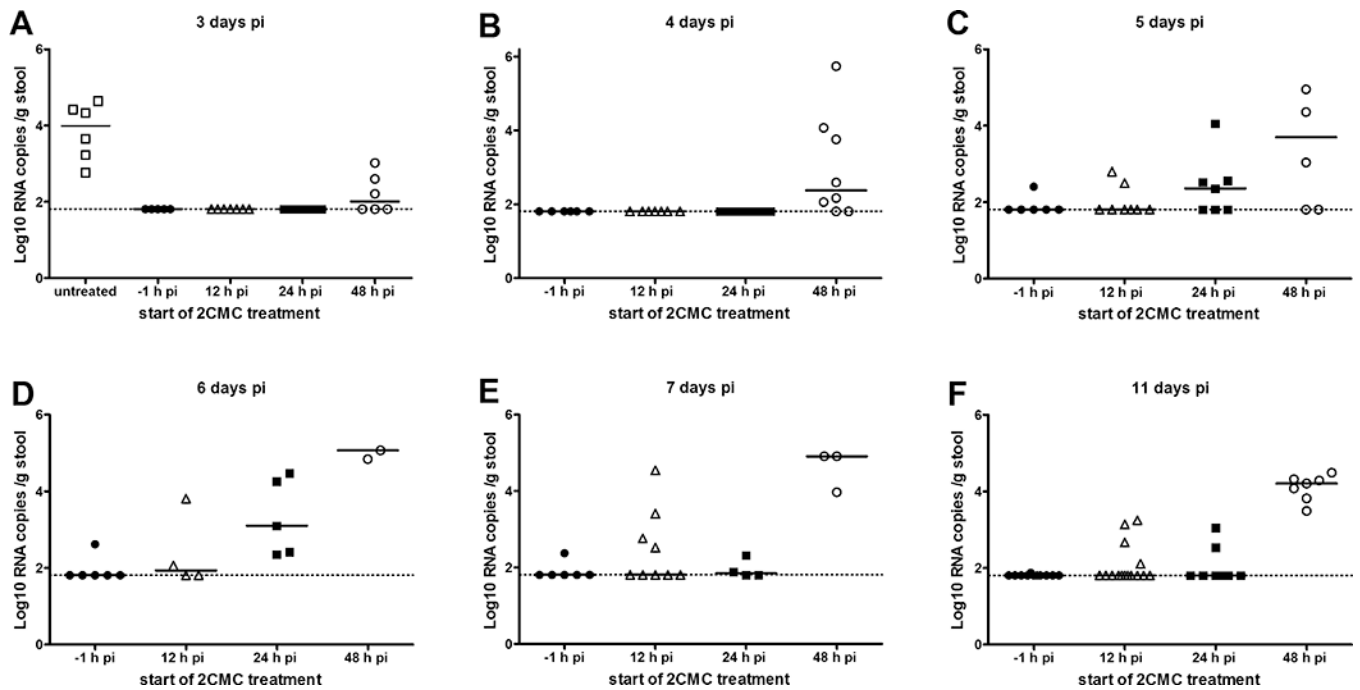 A
3 days pi
Log10 RNA copies /g stool
6
4
2
0
untreated -1 h pi 12 h pi 24 h pi 48 h pi
start of 2CMC treatment
B
4 days pi
Log10 RNA copies /g stool
6
4
2
0
-1 h pi 12 h pi 24 h pi 48 h pi
start of 2CMC treatment
C
5 days pi
Log10 RNA copies /g stool
6
4
2
0
-1 h pi 12 h pi 24 h pi 48 h pi
start of 2CMC treatment
D
6 days pi
Log10 RNA copies /g stool
6
4
2
0
-1 h pi 12 h pi 24 h pi 48 h pi
start of 2CMC treatment
E
7 days pi
Log10 RNA copies /g stool
6
4
2
0
-1 h pi 12 h pi 24 h pi 48 h pi
start of 2CMC treatment
F
11 days pi
Log10 RNA copies /g stool
6
4
2
0
-1 h pi 12 h pi 24 h pi 48 h pi
start of 2CMC treatment